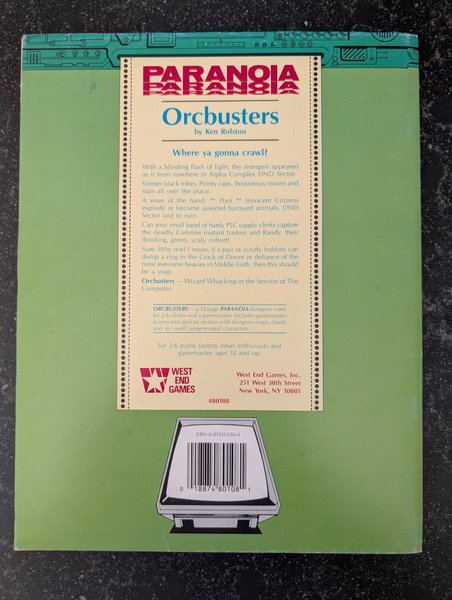 PARANOIA
Orcbusters
by Ken Rolston
Where ya gonna crawl?
With a blinding flash of light, the strangers appeared
as if from nowhere in Alpha Complex DND Sector.
Sinister black robes. Pointy caps. Treasonous moons and
stars all over the place.
A wave of the hand. ** Poof ** Innocent Citizens
explode or become assorted barnyard animals. DND
Sector laid to ruin.
Can your small band of hardy PLC supply clerks capture
the deadly Commie mutant traitors and Randy, their
drooling, green, scaly cohort?
Sure. Why not? I mean, if a pair of scruffy hobbits can
dump a ring in the Crack of Doom in defiance of the
most awesome heavies in Middle Earth, then this should
be a snap.
Orcbusters — Wizard Whacking in the Service of The
Computer.
ORCBUSTERS – a 32-page PARANOIA dungeon crawl
for 2-6 clones and a gamemaster. Includes gamemaster
screen and pullout section with dungeon maps, charts
and six swell pregenerated characters.
For 2-6 trashy fantasy novel enthusiasts and
gamemaster, ages 12 and up.
WEST
END
GAMES
West End Games, Inc.
251 West 30th Street
New York, NY 10001
#80108
0 18874 80108 1